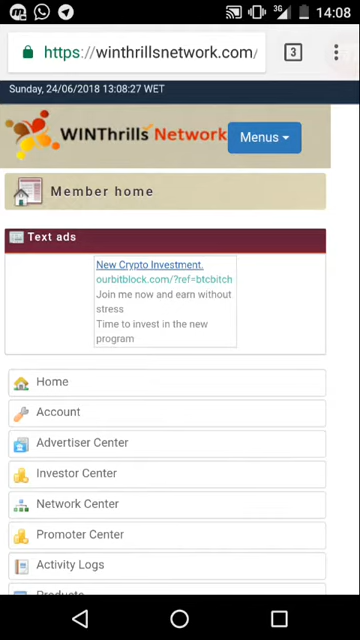 3G 14:08
https://winthrillsnetwork.com/ 3
Sunday, 24/06/2018 13:08:27 WET
WINThrills Network
Menus
Member home
Text ads
New Crypto Investment.
ourbitblock.com/?ref=btcbitch
Join me now and earn without
stress
Time to invest in the new
program
Home
Account
Advertiser Center
Investor Center
Network Center
Promoter Center
Activity Logs
Products